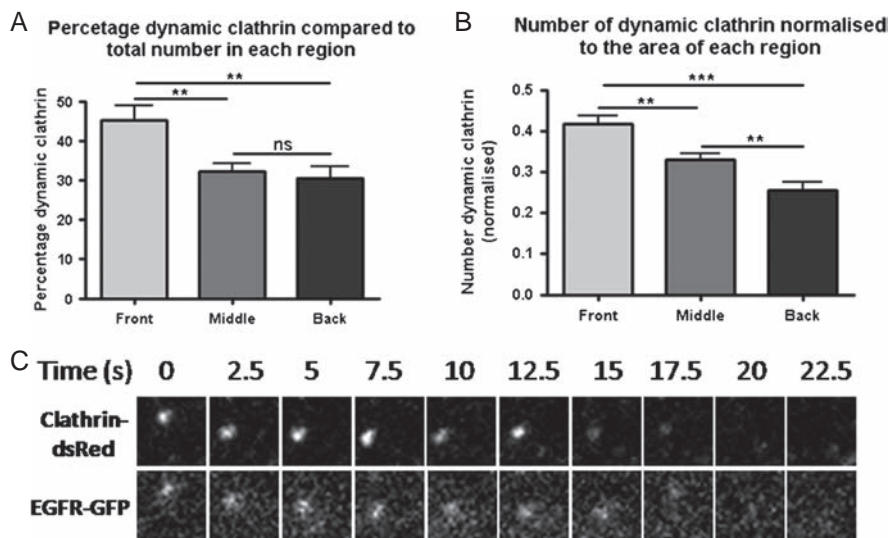 A
Percetage dynamic clathrin compared to
total number in each region
**
**
ns
50
40
30
20
10
0
Percentage dynamic clathrin
Front Middle Back
B
Number of dynamic clathrin normalised
to the area of each region
***
**
**
0.5
0.4
0.3
0.2
0.1
0.0
Number dynamic clathrin
(normalised)
Front Middle Back
C
Time (s) 0 2.5 5 7.5 10 12.5 15 17.5 20 22.5
Clathrin-
dsRed
EGFR-GFP